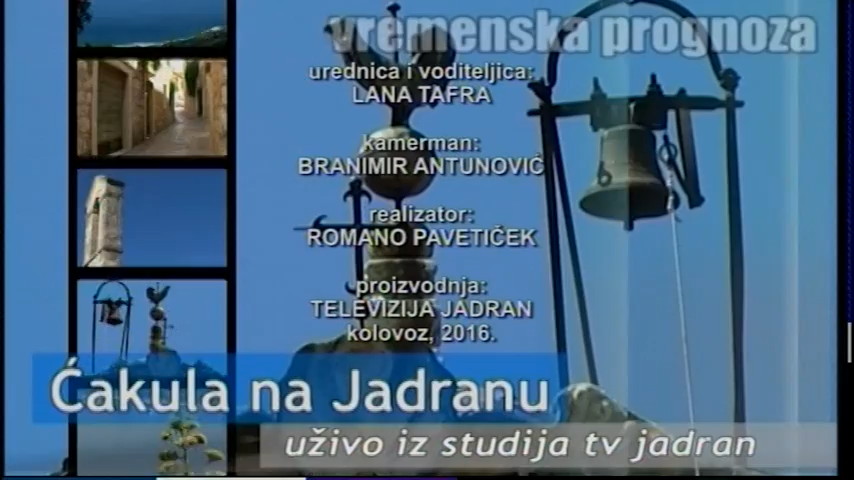 vremenska prognoza
urednica i voditeljica:
LANA TAFRA
kamerman:
BRANIMIR ANTUNOVIĆ
realizator:
ROMANO PAVETIČEK
proizvodnja:
TELEVIZIJA JADRAN
kolovoz, 2016.
Ćakula na Jadranu
uživo iz studija tv jadran